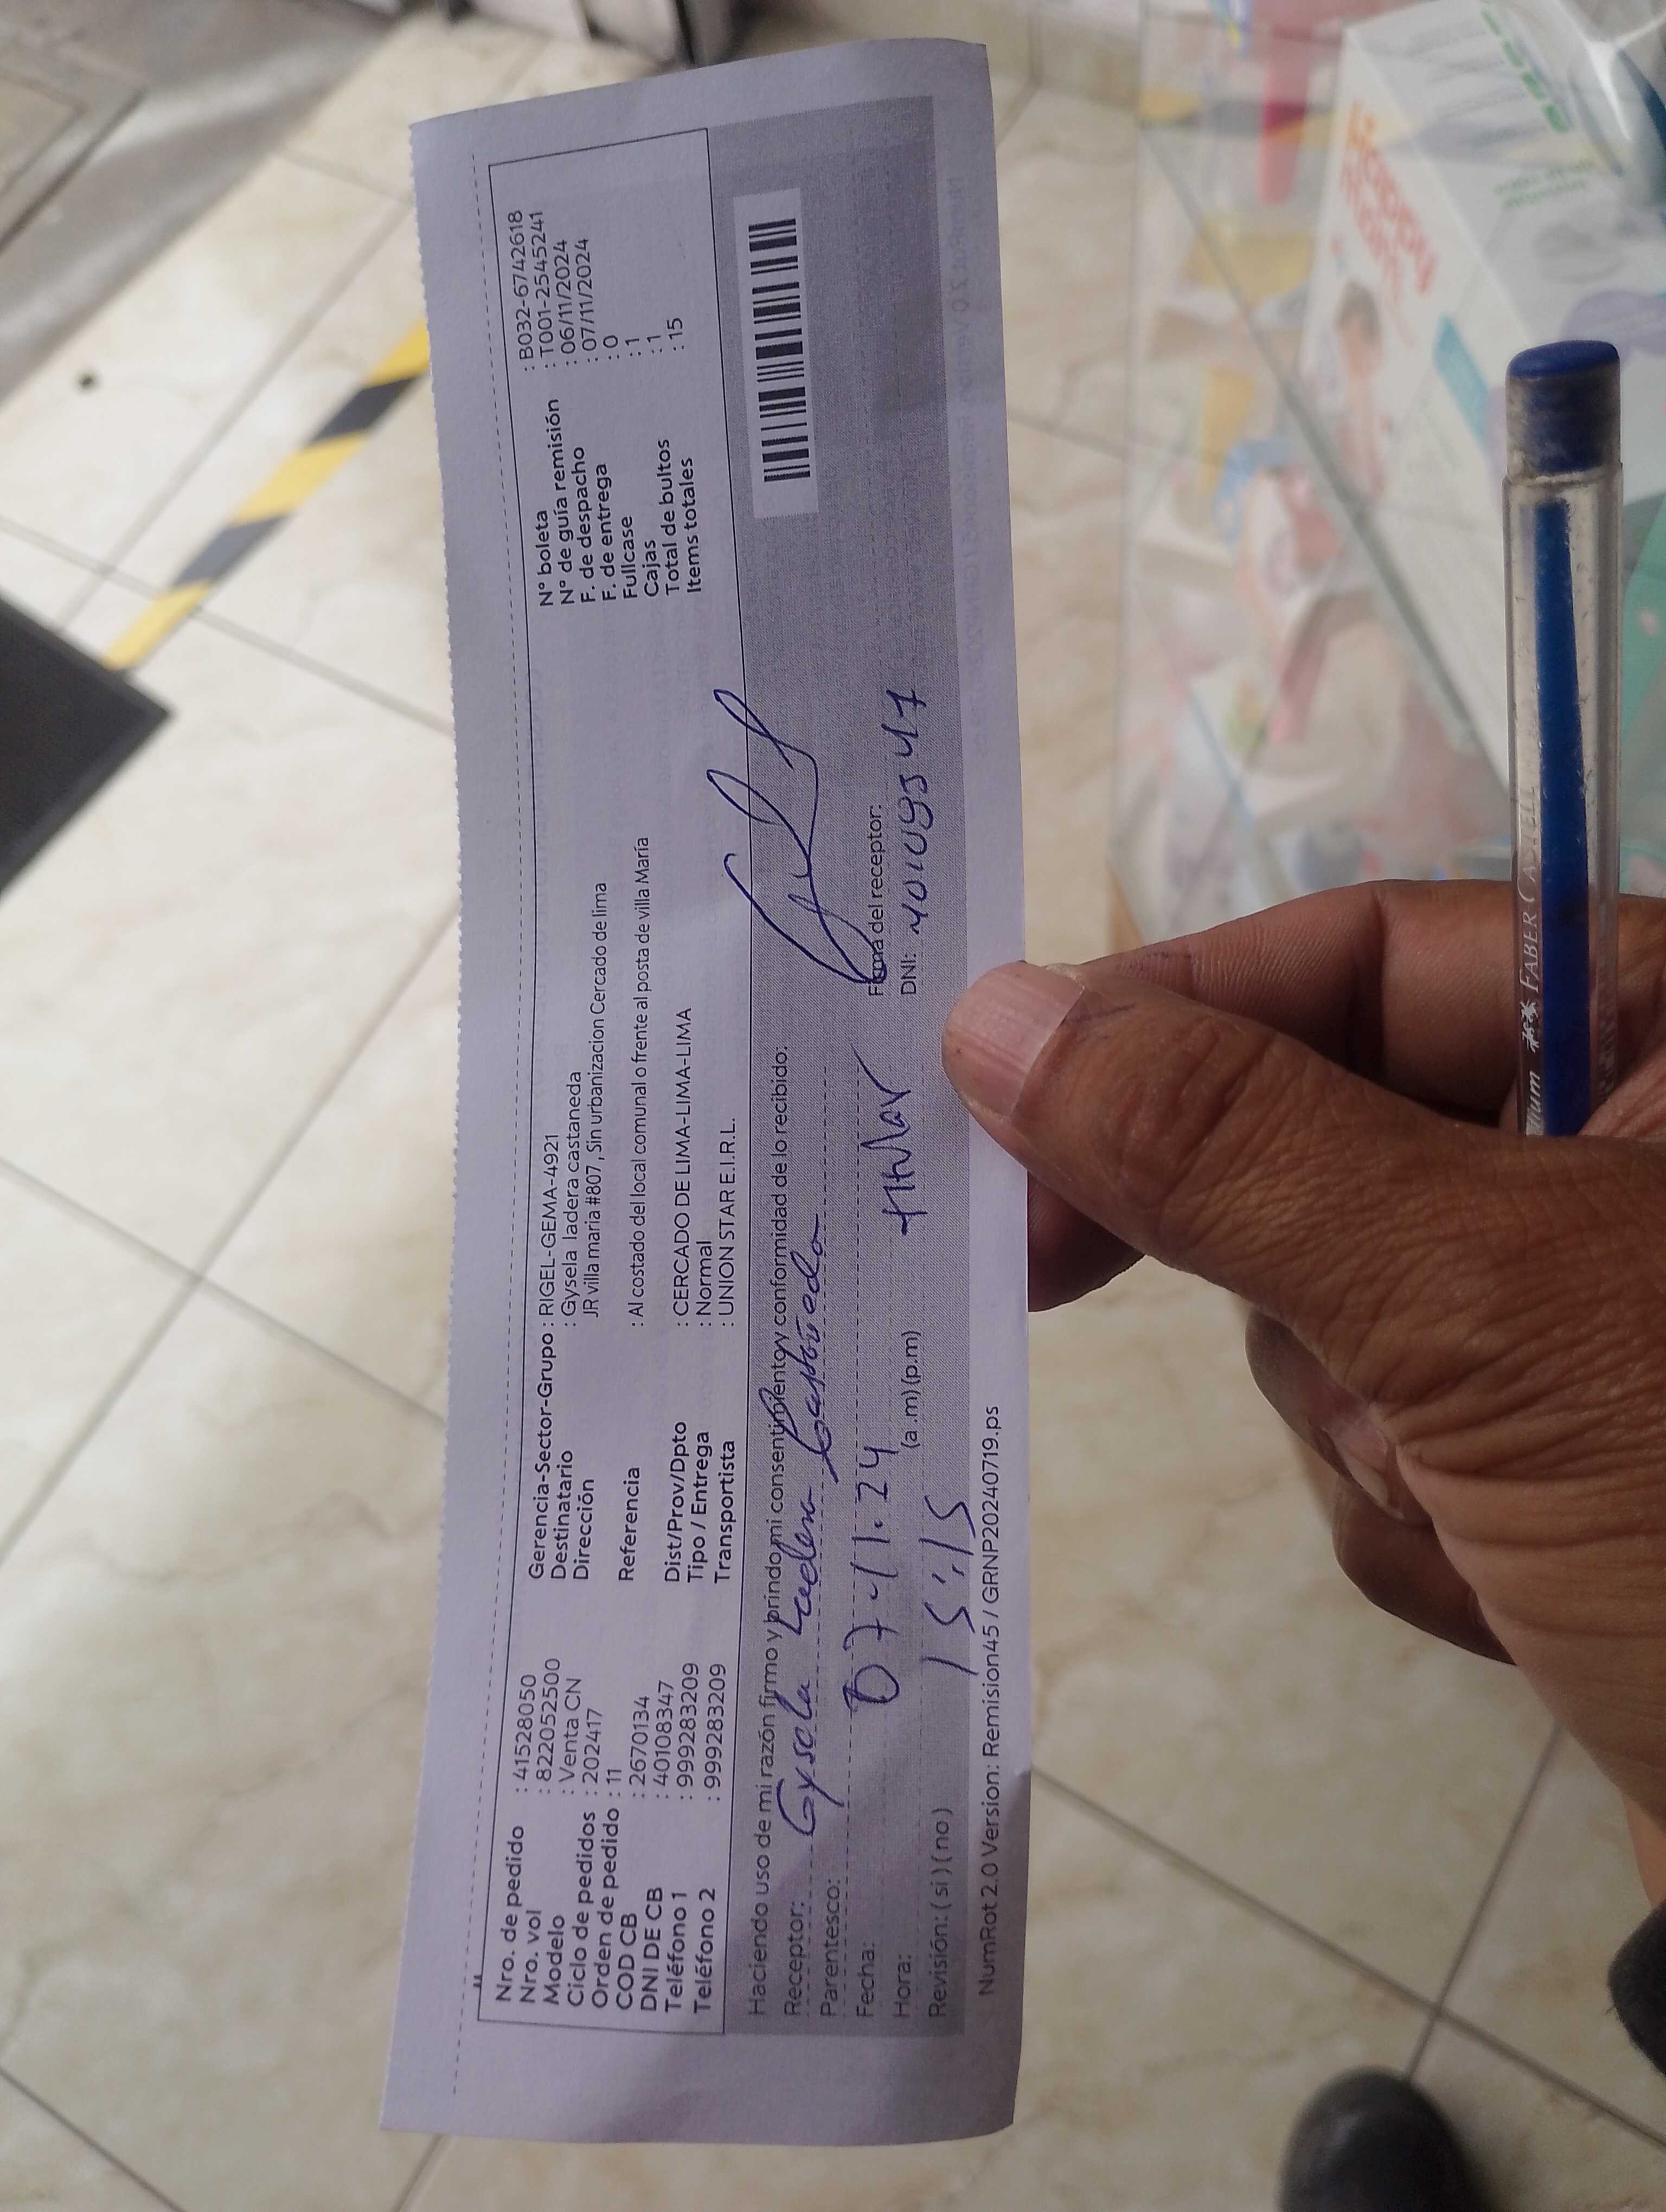 Nro. de pedido : 41528050
Nro. vol : 822052500
Modelo : Venta CN
Ciclo de pedidos : 202417
Orden de pedido : 11
COD CB : 2670134
DNI DE CB : 40108347
Teléfono 1 : 999283209
Teléfono 2 : 999283209
Gerencia-Sector-Grupo : RIGEL-GEMA-4921
Destinatario : Gysela ladera castaneda
Dirección JR villa maria #807 , Sin urbanizacion Cercado de lima
Referencia : Al costado del local comunal o frente al posta de villa María
Dist/Prov/Dpto : CERCADO DE LIMA-LIMA-LIMA
Tipo / Entrega : Normal
Transportista : UNION STAR E.I.R.L.
N° boleta : B032-6742618
N° de guía remisión : T001-2545241
F. de despacho : 06/11/2024
F. de entrega : 07/11/2024
Fullcase : 0
Cajas : 1
Total de bultos : 1
Items totales : 15
Haciendo uso de mi razón firmo y brindo mi consentimiento y conformidad de lo recibido:
Receptor: Gysela Ladera Castañeda
Parentesco: titular
Fecha: 07-11.24
Hora: 15:15 (a.m) (p.m)
Revisión: ( si ) ( no )
Firma del receptor:
DNI:
NumRot 2.0 Version: Remision45 / GRNP20240719.ps
FABER CASTELL
Happy